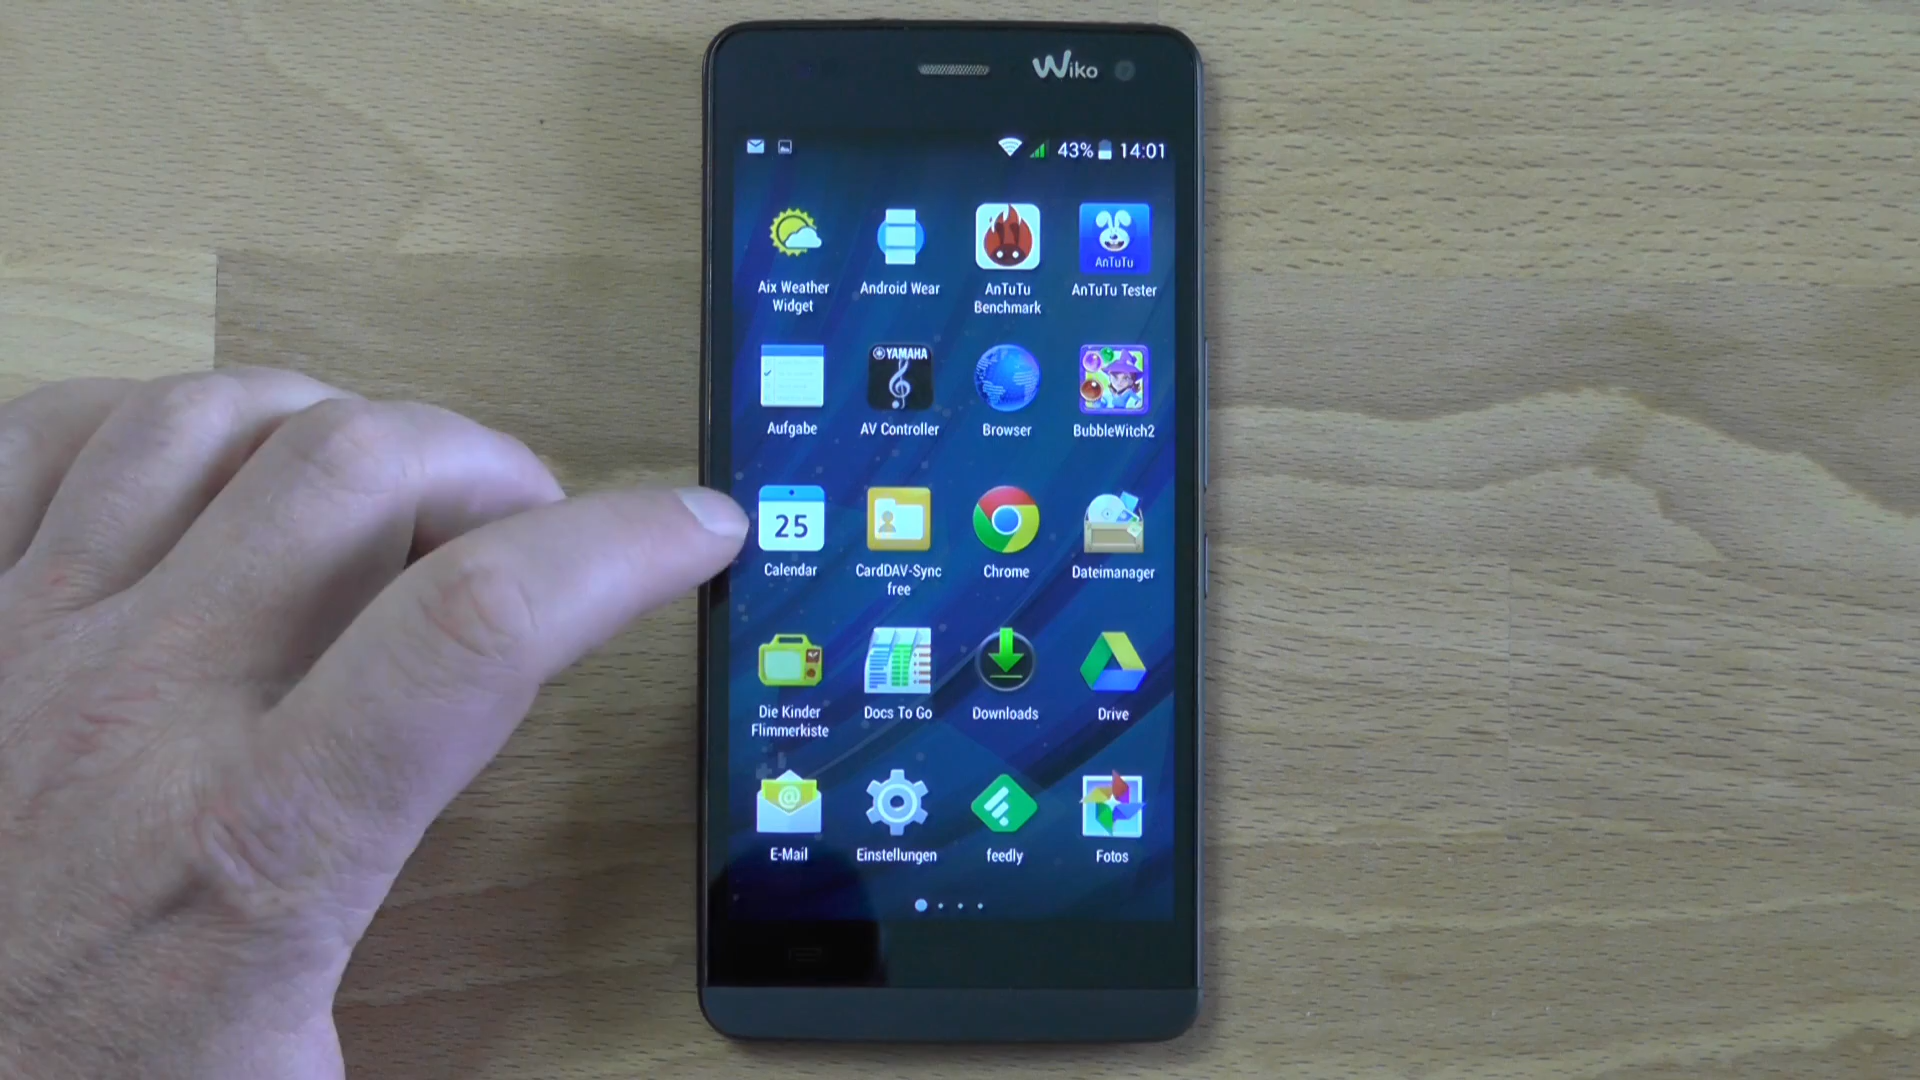 Wiko
43% 14:01
AnTuTu
Aix Weather
Widget
Android Wear
AnTuTu
Benchmark
AnTuTu Tester
YAMAHA
Aufgabe
AV Controller
Browser
BubbleWitch2
25
Calendar
CardDAV-Sync
free
Chrome
Dateimanager
Die Kinder
Flimmerkiste
Docs To Go
Downloads
Drive
@
E-Mail
Einstellungen
feedly
Fotos